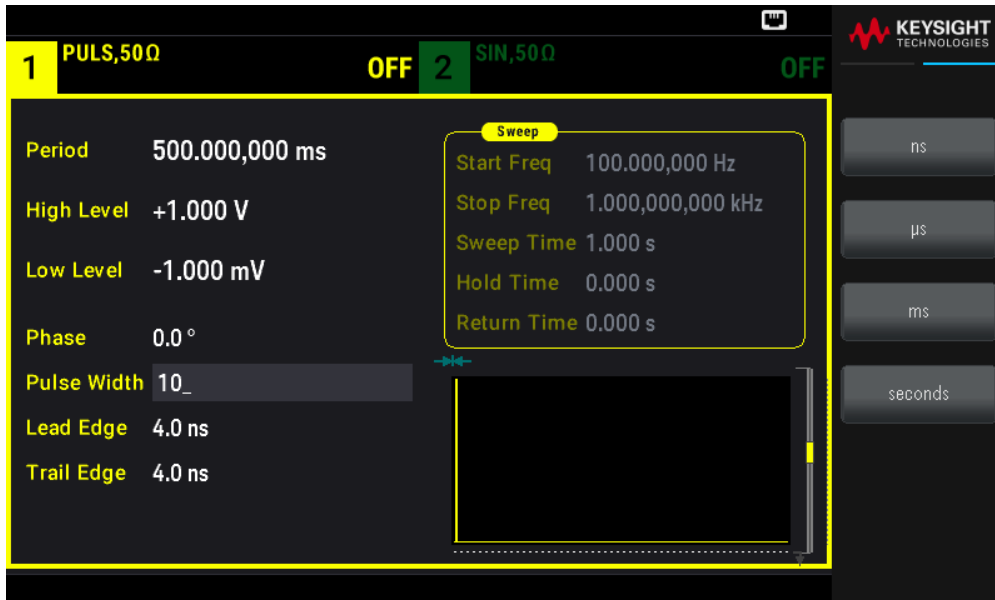 KEYSIGHT
TECHNOLOGIES
1 PULS,50Ω OFF
2 SIN,50Ω OFF
Period 500.000,000 ms
High Level +1.000 V
Low Level -1.000 mV
Phase 0.0 °
Pulse Width 10_
Lead Edge 4.0 ns
Trail Edge 4.0 ns
Sweep
Start Freq 100.000,000 Hz
Stop Freq 1.000,000,000 kHz
Sweep Time 1.000 s
Hold Time 0.000 s
Return Time 0.000 s
ns
µs
ms
seconds